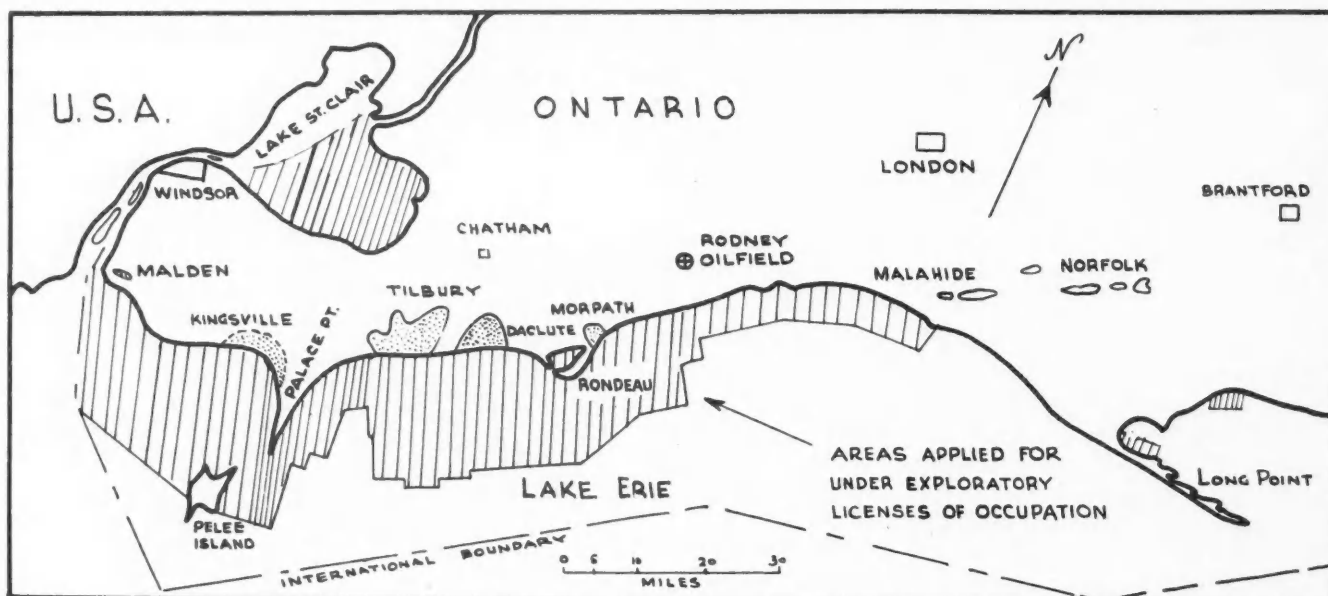 U.S.A.
LAKE ST. CLAIR
ONTARIO
N
WINDSOR
LONDON
BRANTFORD
CHATHAM
MALDEN
RODNEY
OILFIELD
MALAHIDE
NORFOLK
TILBURY
KINGSVILLE
MORPATH
DACLUTE
PALACE PT.
RONDEAU
AREAS APPLIED FOR
UNDER EXPLORATORY
LICENSES OF OCCUPATION
LONG POINT
LAKE ERIE
PELEE
ISLAND
INTERNATIONAL BOUNDARY
0 5 10 20 30
MILES